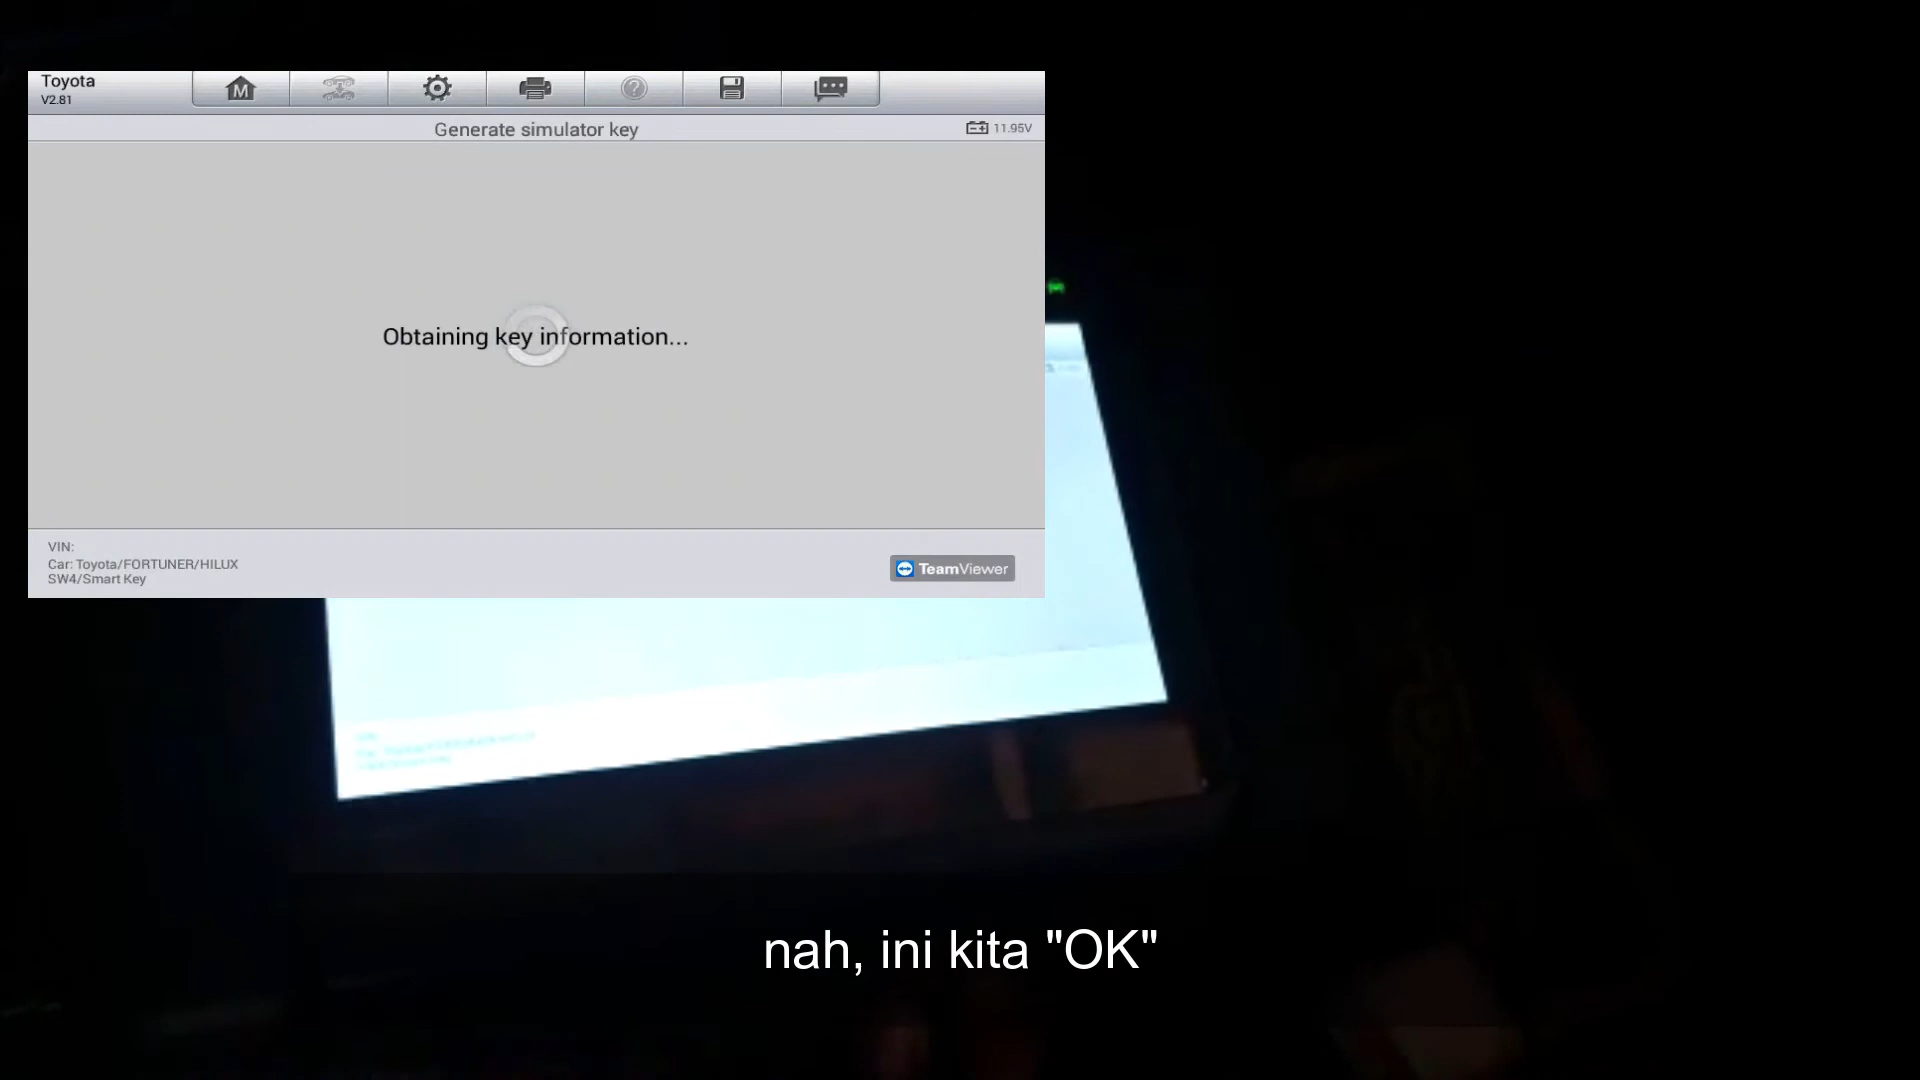 Toyota
V2.81
Generate simulator key
11.95V
Obtaining key information...
VIN:
Car: Toyota/FORTUNER/HILUX
SW4/Smart Key
TeamViewer
nah, ini kita "OK"